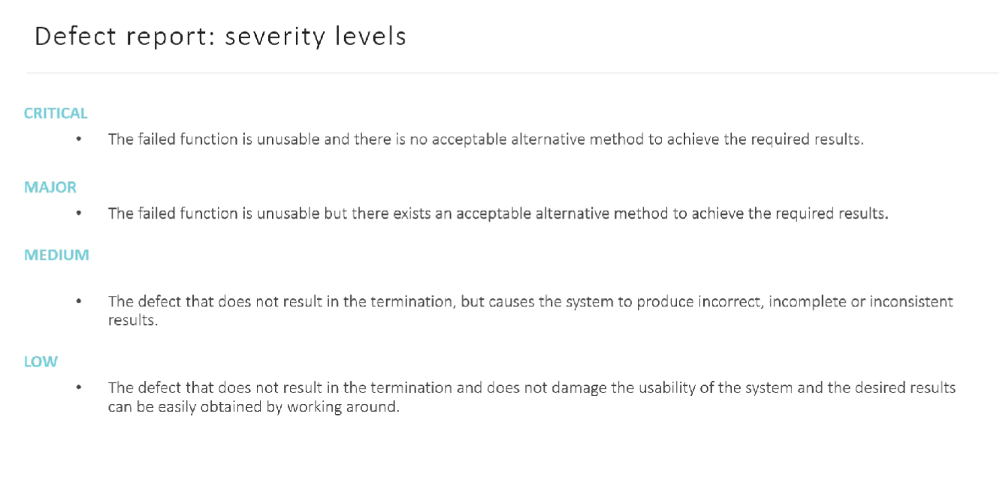 Defect report: severity levels
CRITICAL
• The failed function is unusable and there is no acceptable alternative method to achieve the required results.
MAJOR
• The failed function is unusable but there exists an acceptable alternative method to achieve the required results.
MEDIUM
• The defect that does not result in the termination, but causes the system to produce incorrect, incomplete or inconsistent
results.
LOW
• The defect that does not result in the termination and does not damage the usability of the system and the desired results
can be easily obtained by working around.